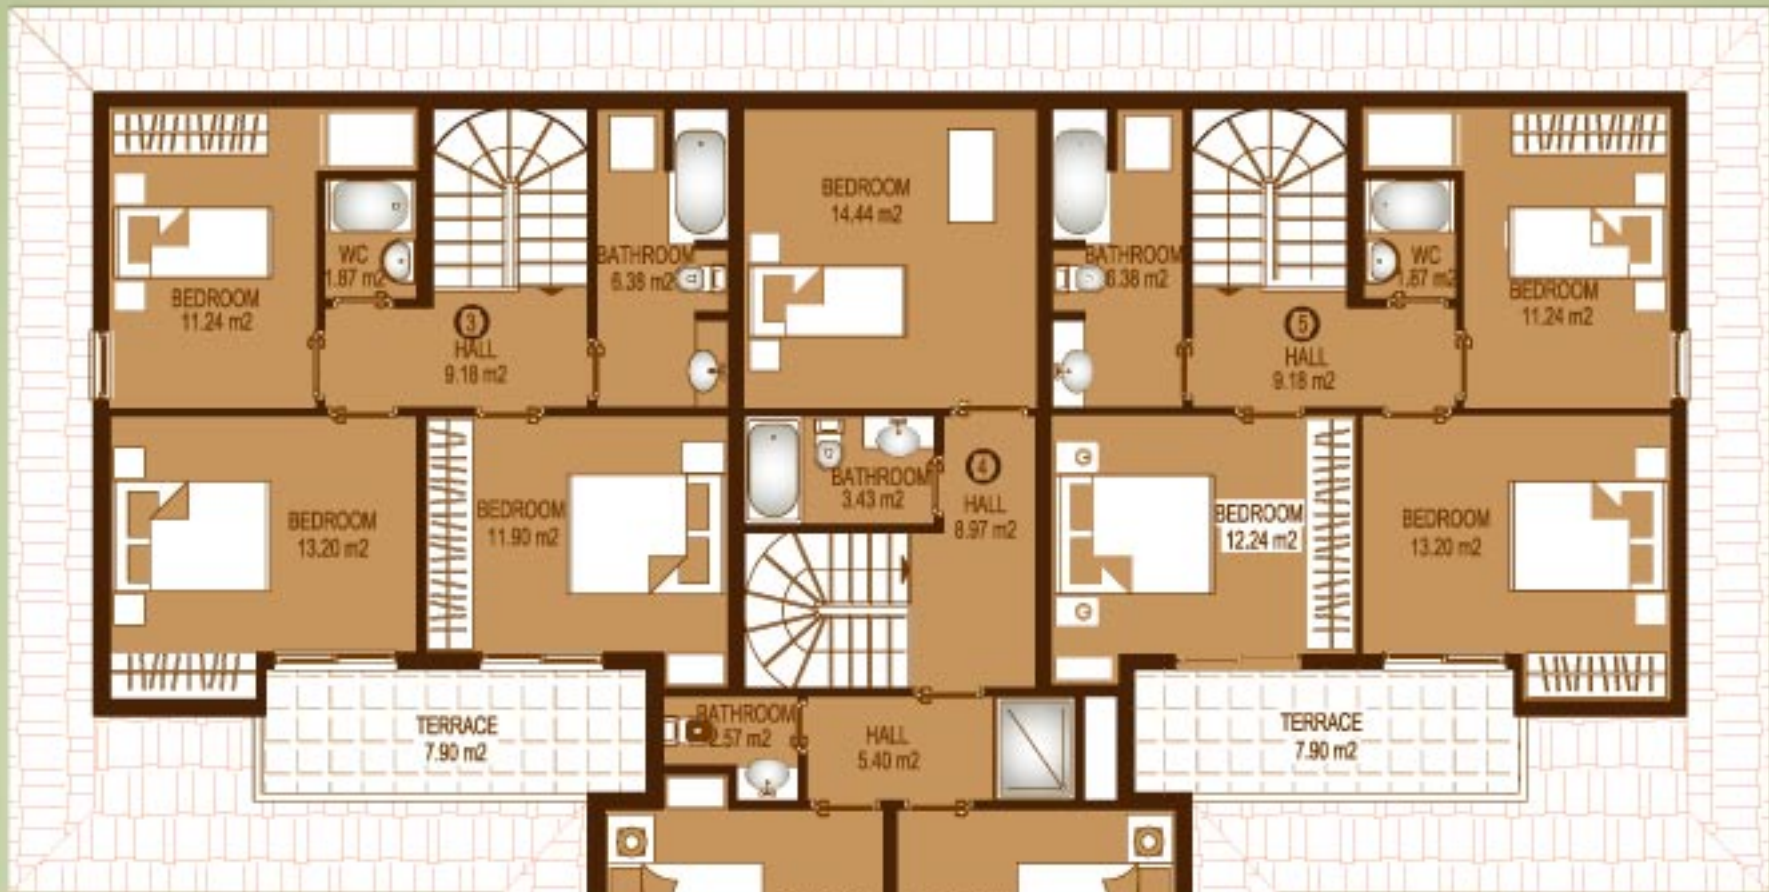 BEDROOM
11.24 m2
WC
1.87 m2
3
HALL
9.18 m2
BATHROOM
6.38 m2
BEDROOM
14.44 m2
BATHROOM
6.38 m2
5
HALL
9.18 m2
WC
1.87 m2
BEDROOM
11.24 m2
BEDROOM
13.20 m2
BEDROOM
11.90 m2
BATHROOM
3.43 m2
4
HALL
8.97 m2
BEDROOM
12.24 m2
BEDROOM
13.20 m2
TERRACE
7.90 m2
BATHROOM
2.57 m2
HALL
5.40 m2
TERRACE
7.90 m2